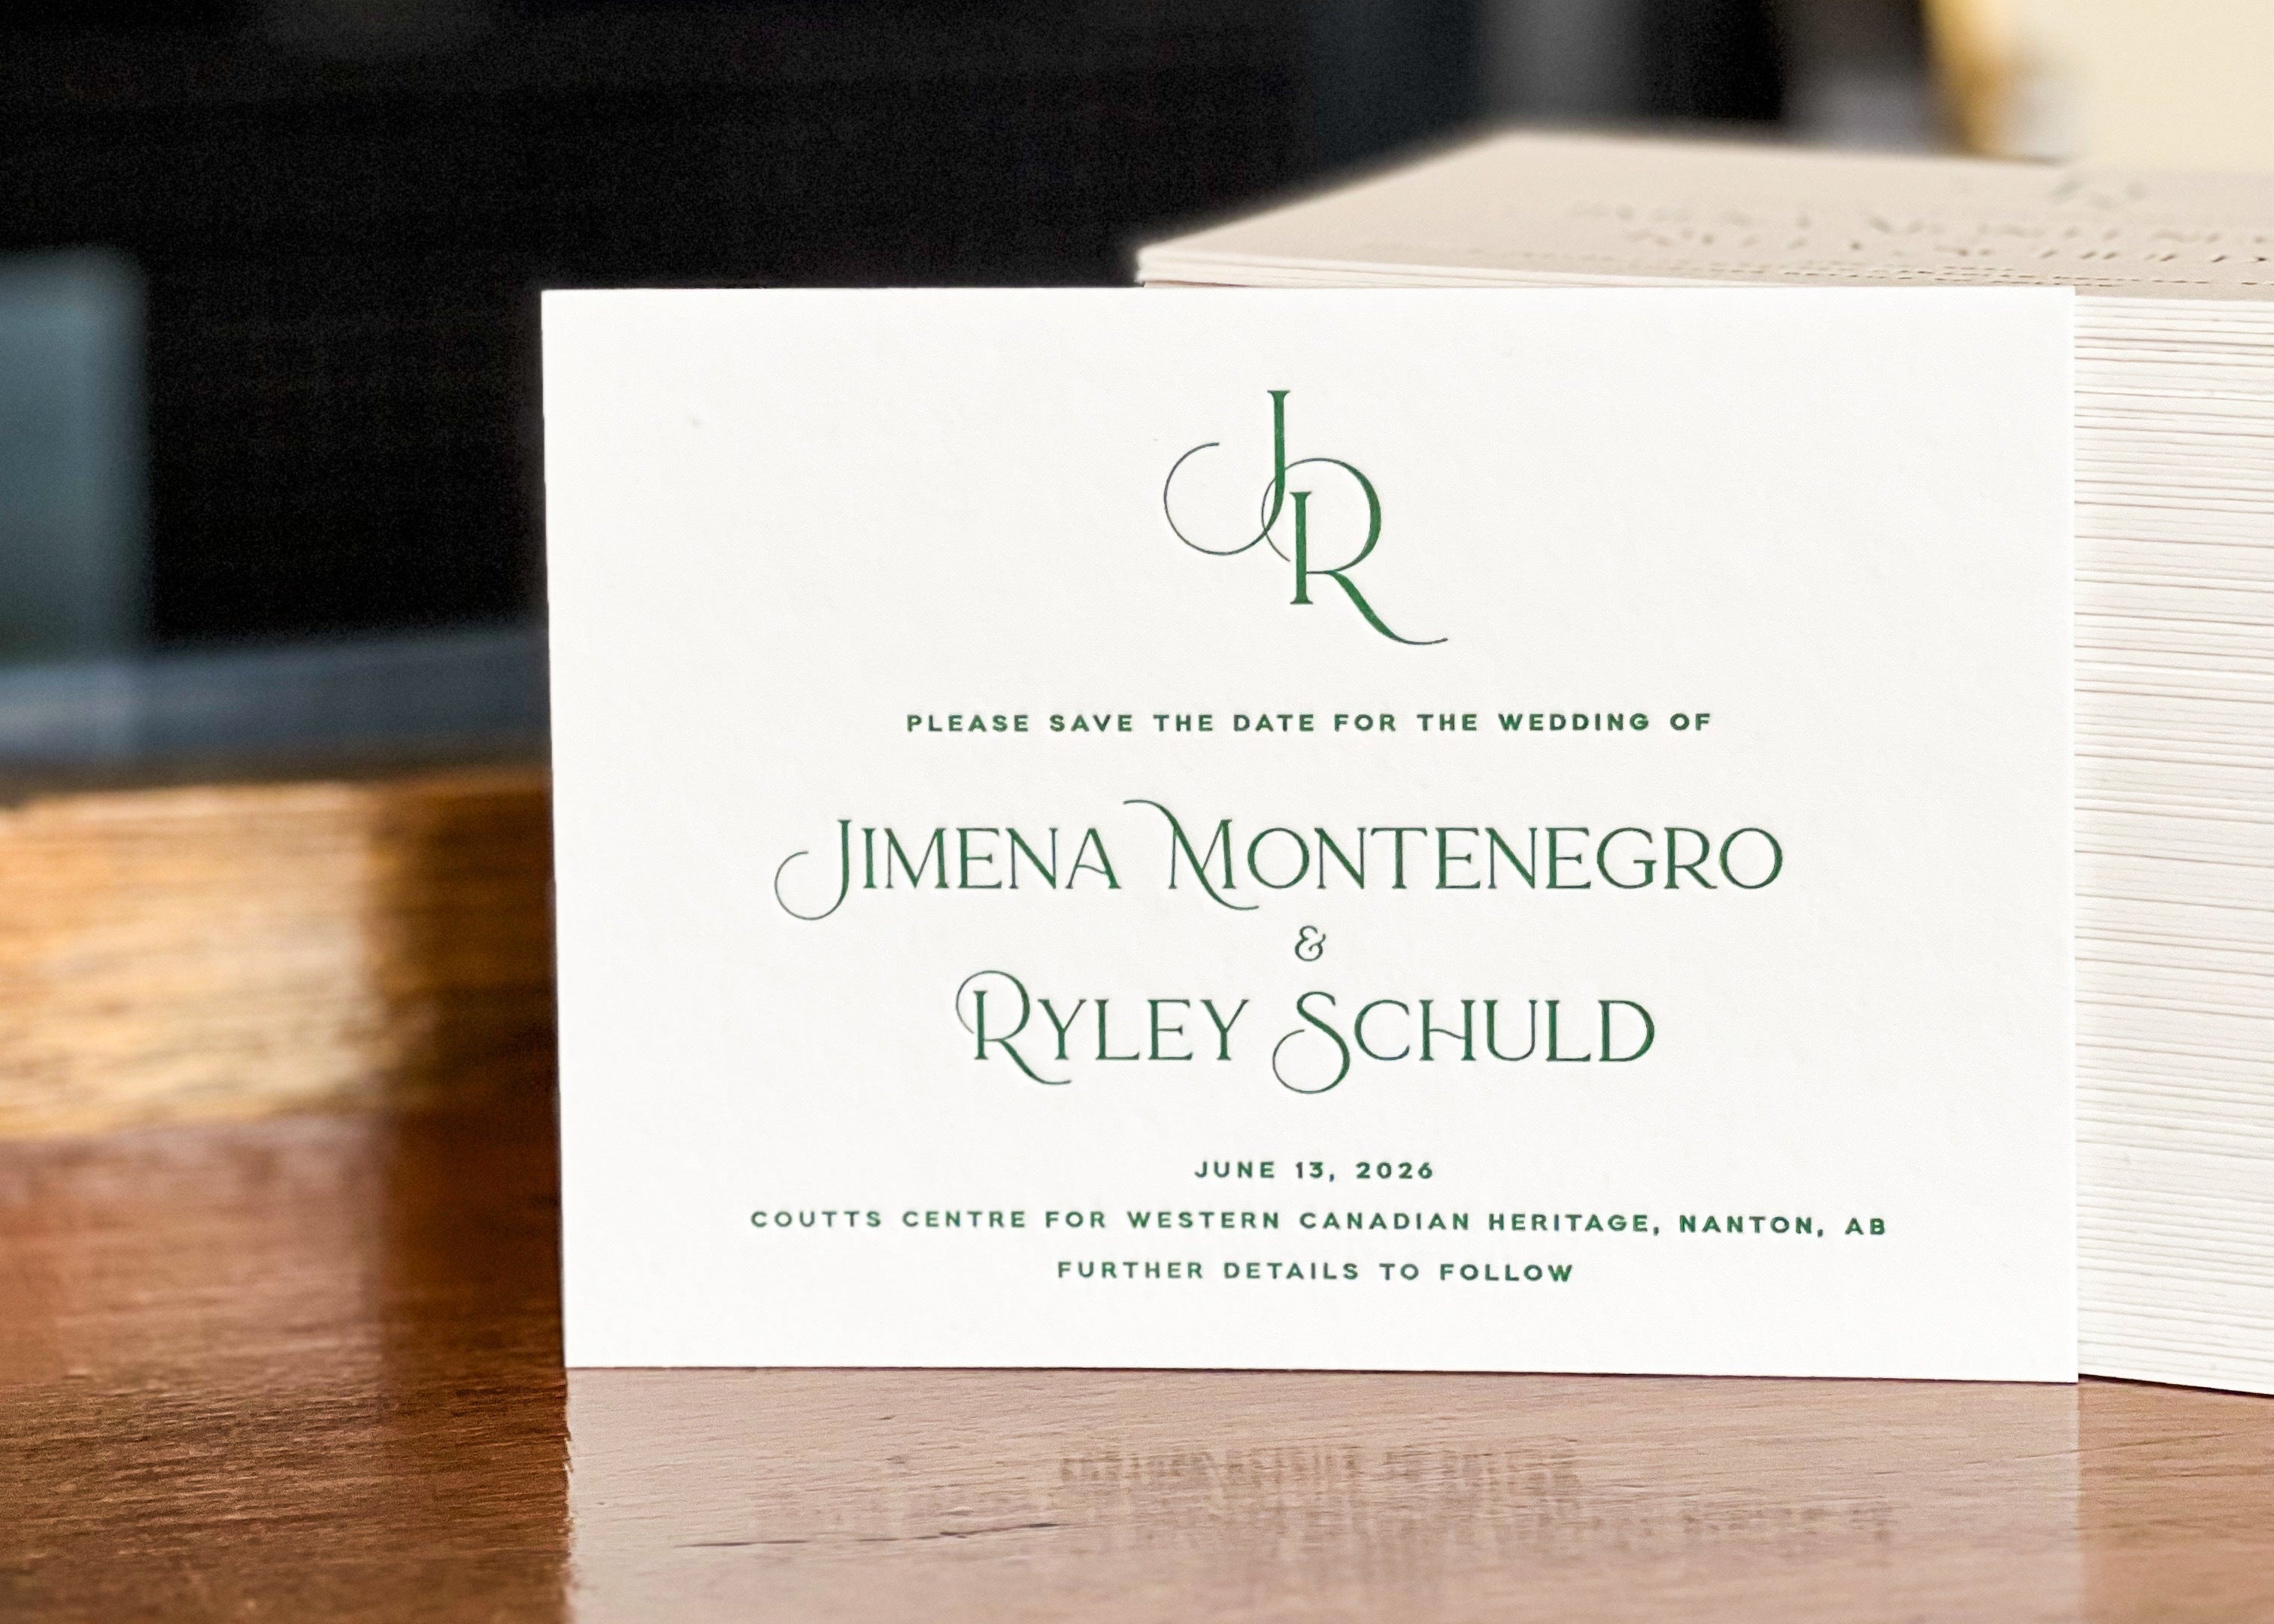 JR
PLEASE SAVE THE DATE FOR THE WEDDING OF
JIMENA MONTENEGRO
&
RYLEY SCHULD
JUNE 13, 2026
COUTTS CENTRE FOR WESTERN CANADIAN HERITAGE, NANTON, AB
FURTHER DETAILS TO FOLLOW